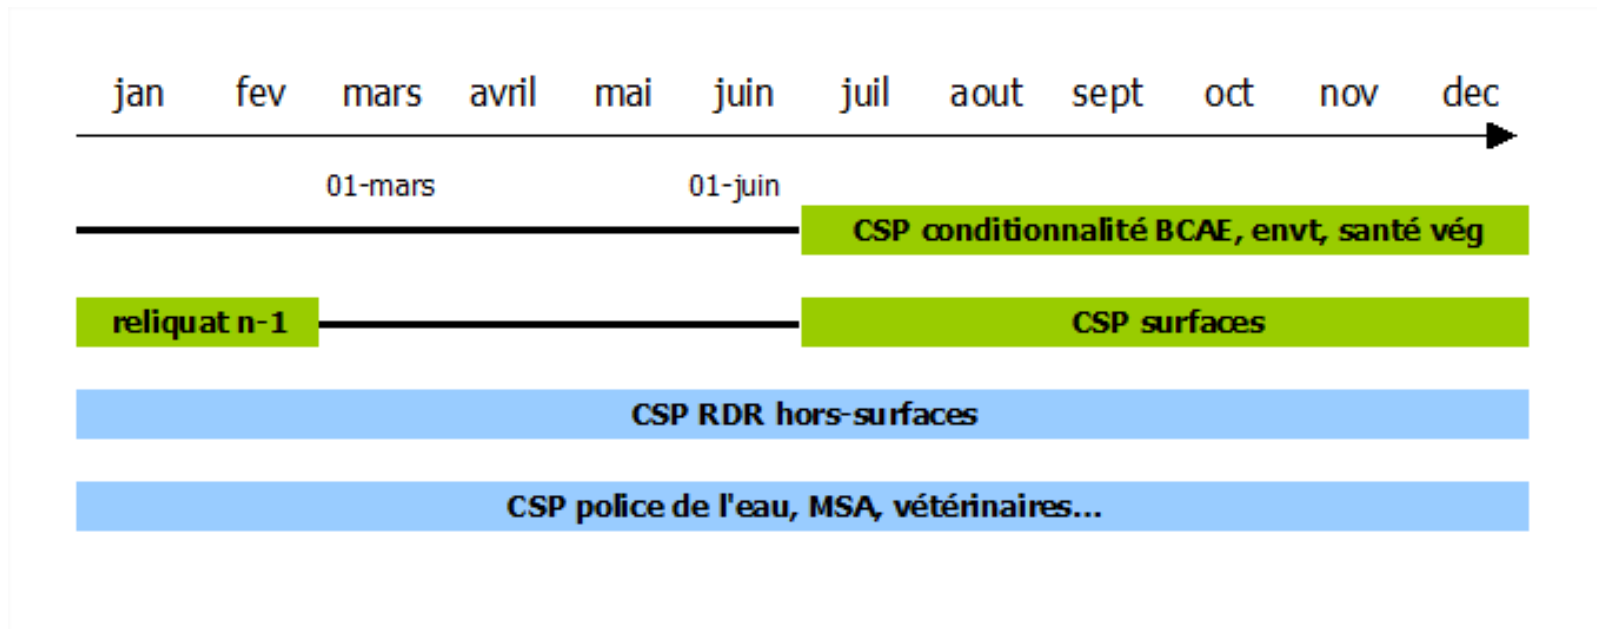 jan fev mars avril mai juin juil aout sept oct nov dec
01-mars 01-juin
CSP conditionnalité BCAE, envt, santé vég
reliquat n-1 CSP surfaces
CSP RDR hors-surfaces
CSP police de l'eau, MSA, vétérinaires...